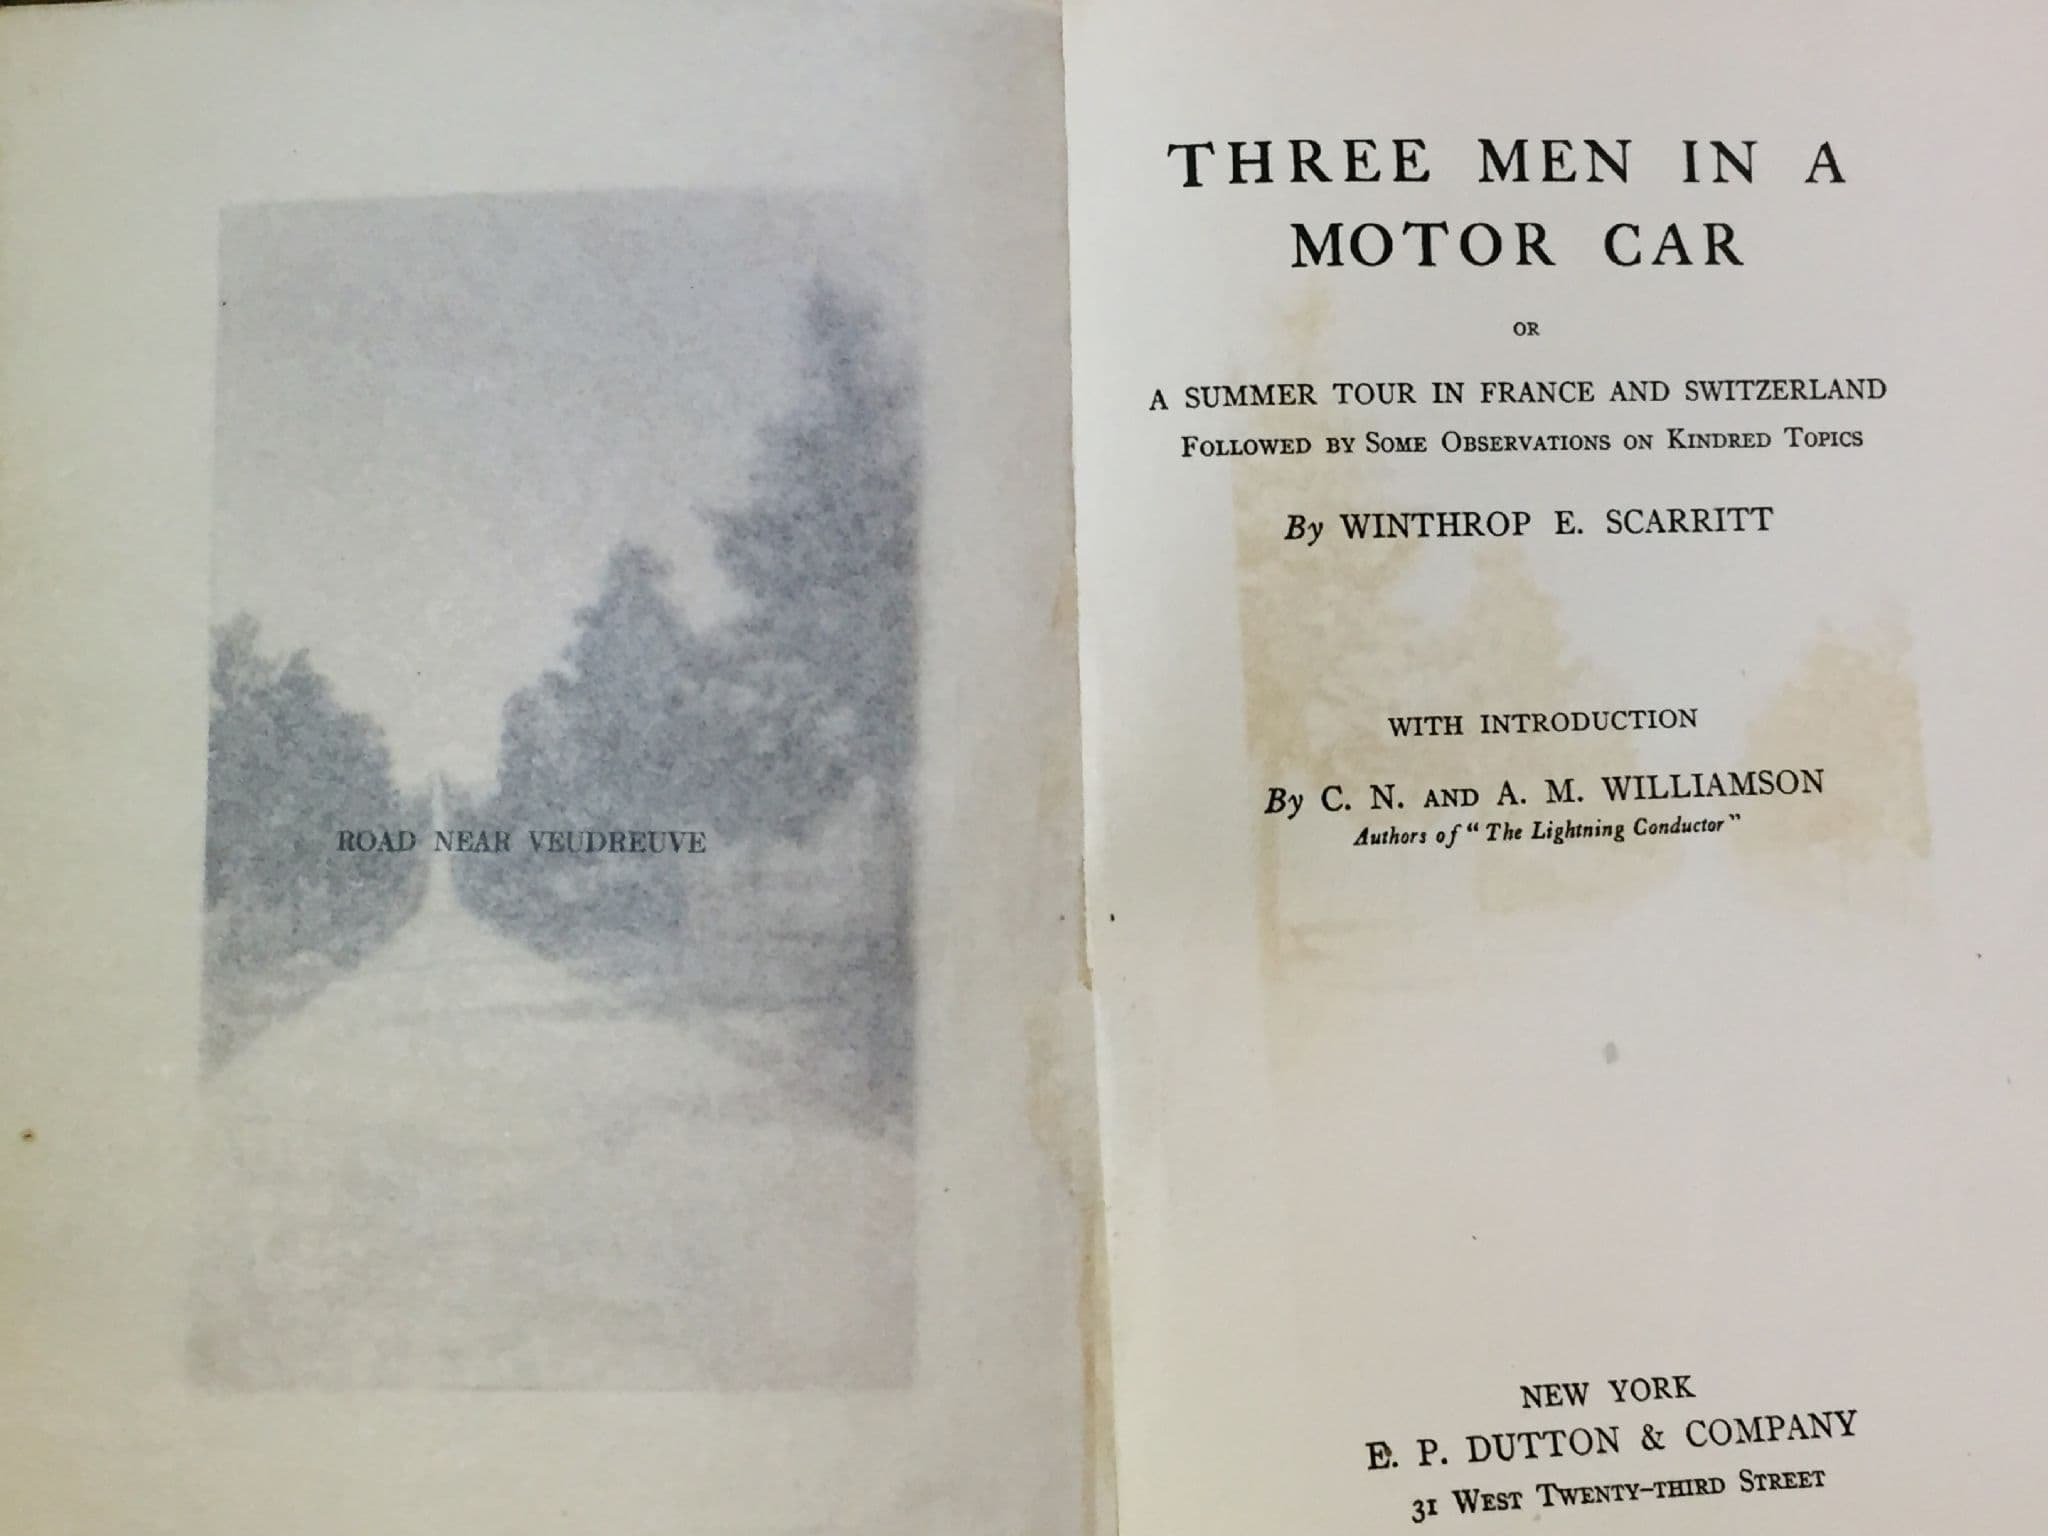 ROAD NEAR VEUDREUVE
THREE MEN IN A
MOTOR CAR
OR
A SUMMER TOUR IN FRANCE AND SWITZERLAND
FOLLOWED BY SOME OBSERVATIONS ON KINDRED TOPICS
By WINTHROP E. SCARRITT
WITH INTRODUCTION
By C. N. AND A. M. WILLIAMSON
Authors of "The Lightning Conductor"
NEW YORK
E. P. DUTTON & COMPANY
31 WEST TWENTY-THIRD STREET